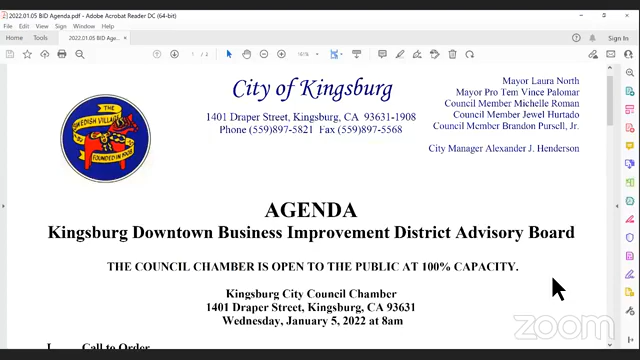 2022.01.05 BID Agenda.pdf - Adobe Acrobat Reader DC (64-bit)
File Edit View Sign Window Help
Home Tools 2022.01.05 BID Ag... × Sign In
1 / 2
City of Kingsburg
1401 Draper Street, Kingsburg, CA 93631-1908
Phone (559)897-5821 Fax (559)897-5568
Mayor Laura North
Mayor Pro Tem Vince Palomar
Council Member Michelle Roman
Council Member Jewel Hurtado
Council Member Brandon Pursell, Jr.
City Manager Alexander J. Henderson
THE
SWEDISH VILLAGE
FOUNDED IN
AGENDA
Kingsburg Downtown Business Improvement District Advisory Board
THE COUNCIL CHAMBER IS OPEN TO THE PUBLIC AT 100% CAPACITY.
Kingsburg City Council Chamber
1401 Draper Street, Kingsburg, CA 93631
Wednesday, January 5, 2022 at 8am
I. Call to Order
zoom